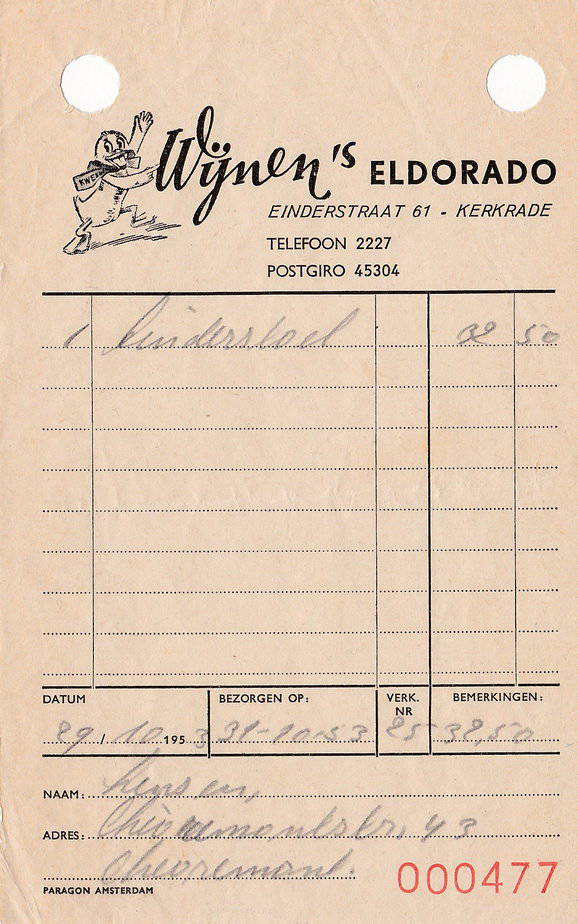 KWEK
Wijnen's ELDORADO
EINDERSTRAAT 61 - KERKRADE
TELEFOON 2227
POSTGIRO 45304
1 kinderstoel 50
DATUM BEZORGEN OP: VERK. NR BEMERKINGEN:
29/10 1953 31-10-53 25 32,50
NAAM:
ADRES: 43
PARAGON AMSTERDAM 000477